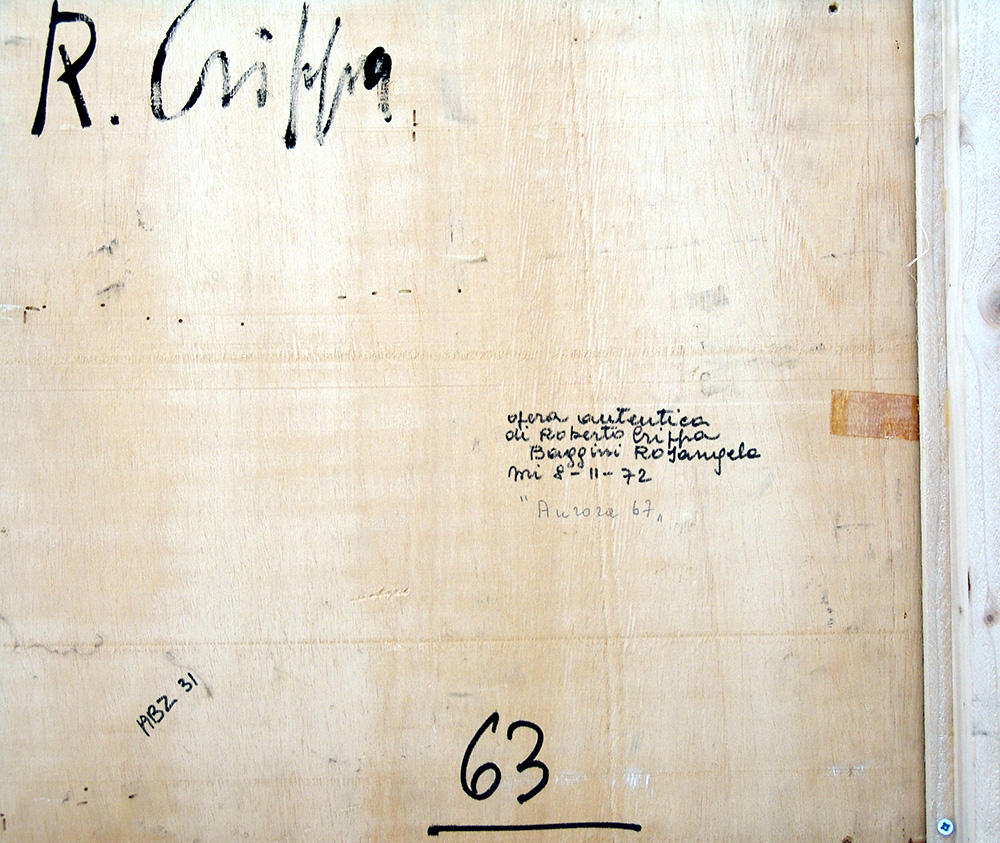 R. Crippa
opera autentica
di Roberto Crippa
Baggini Rosangela
Mi 8-11-72
"Aurora 67"
ABZ 31
63